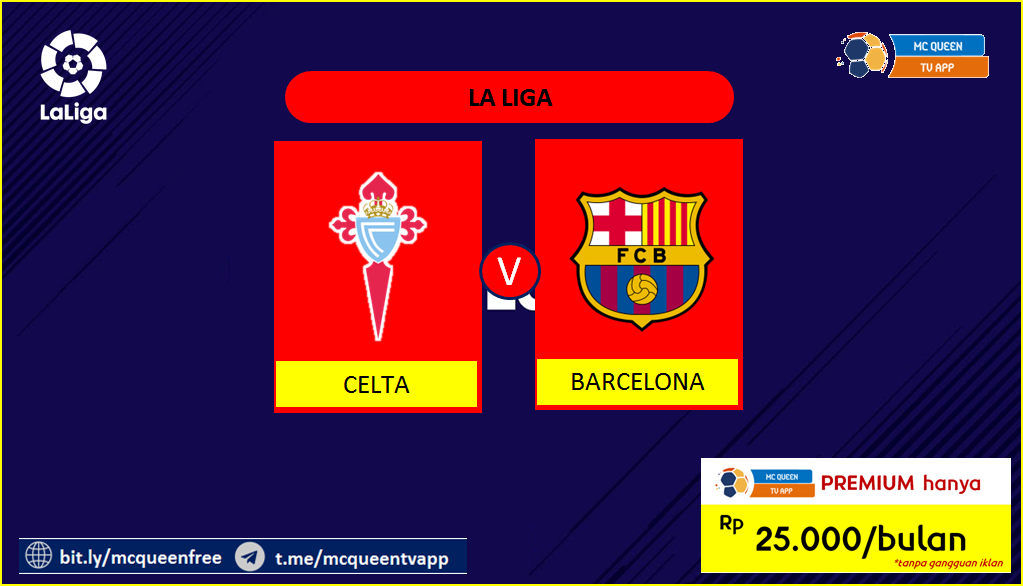 LaLiga
MC QUEEN
TV APP
LA LIGA
V
FCB
CELTA
BARCELONA
MC QUEEN
TV APP
PREMIUM hanya
Rp 25.000/bulan
*tanpa gangguan iklan
bit.ly/mcqueenfree
t.me/mcqueentvapp